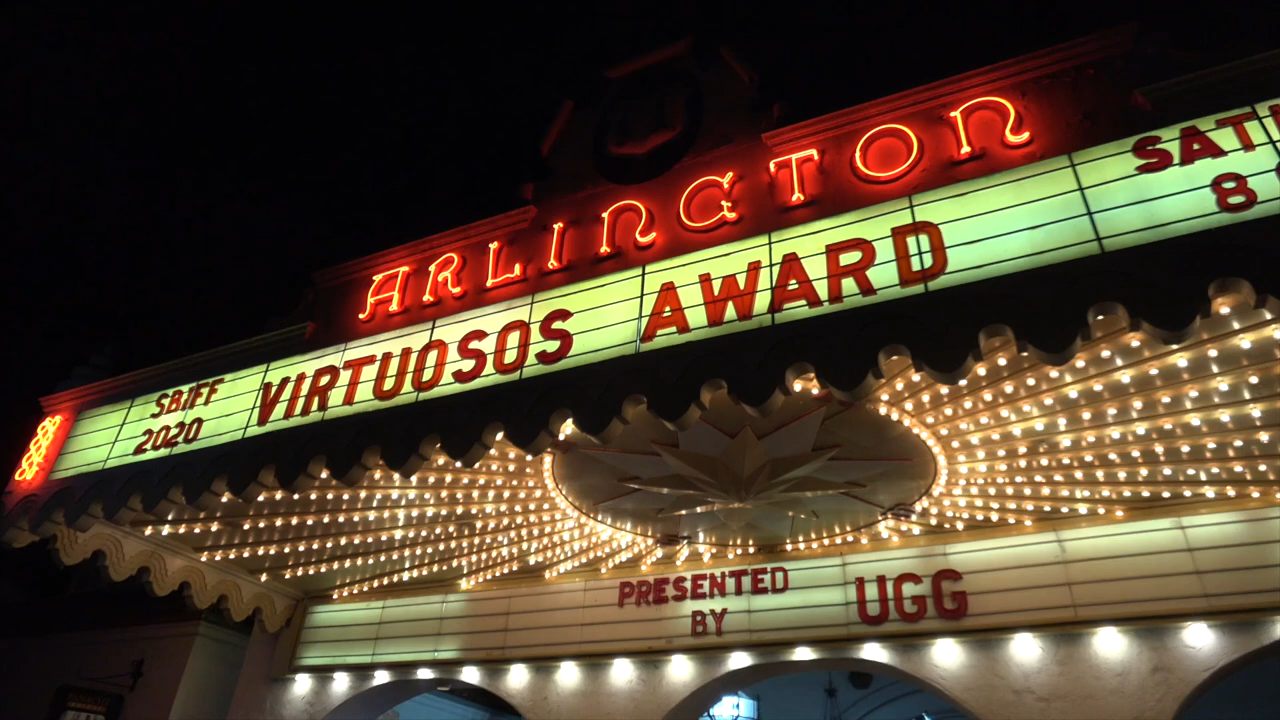 ARLINGTON
SBIFF
2020
VIRTUOSOS AWARD
SAT
8
PRESENTED
BY
UGG